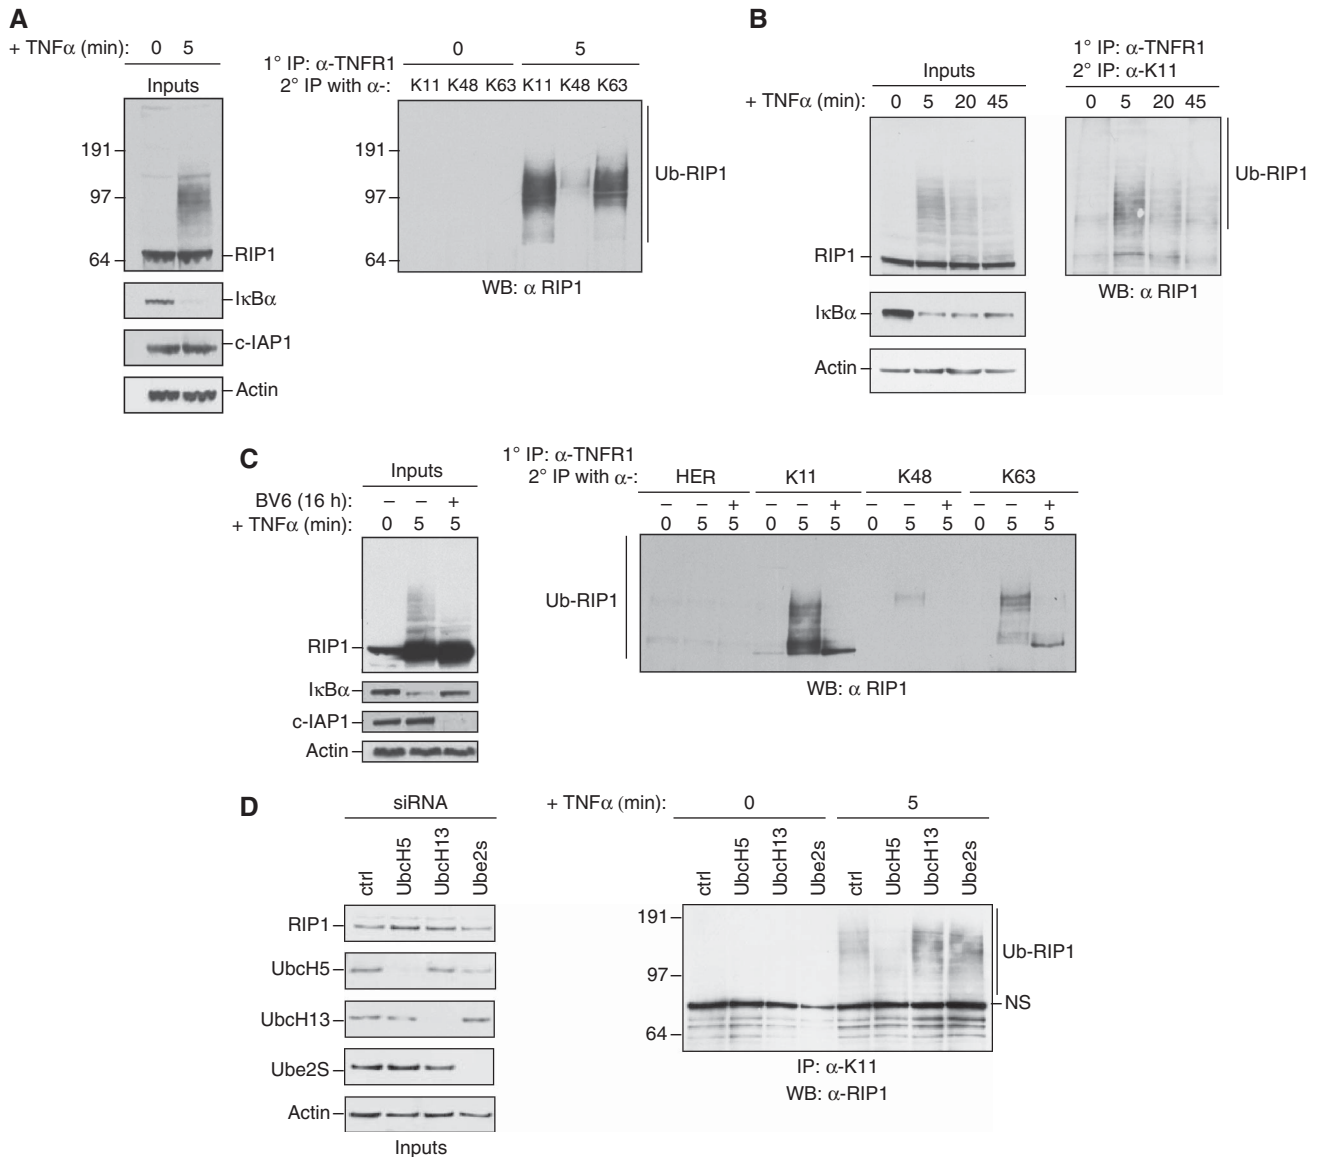 A
+ TNFα (min): 0 5
Inputs
191
97
64
RIP1
IκBα
c-IAP1
Actin
1° IP: α-TNFR1 0 5
2° IP with α-: K11 K48 K63 K11 K48 K63
191
97
64
Ub-RIP1
WB: α RIP1
B
Inputs
+ TNFα (min): 0 5 20 45
RIP1
IκBα
Actin
1° IP: α-TNFR1
2° IP: α-K11
0 5 20 45
Ub-RIP1
WB: α RIP1
C
Inputs
BV6 (16 h): – – +
+ TNFα (min): 0 5 5
RIP1
IκBα
c-IAP1
Actin
1° IP: α-TNFR1
2° IP with α-: HER K11 K48 K63
– – + – – + – – + – – +
0 5 5 0 5 5 0 5 5 0 5 5
Ub-RIP1
WB: α RIP1
D
siRNA
ctrl UbcH5 UbcH13 Ube2s
RIP1
UbcH5
UbcH13
Ube2S
Actin
Inputs
+ TNFα (min): 0 5
ctrl UbcH5 UbcH13 Ube2s ctrl UbcH5 UbcH13 Ube2s
191
97
64
Ub-RIP1
NS
IP: α-K11
WB: α-RIP1